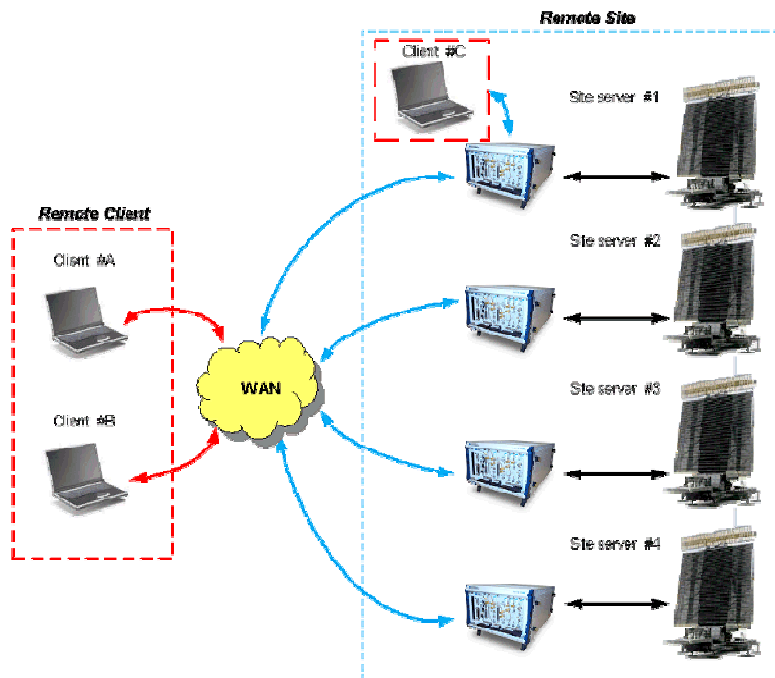 Remote Site
Client #C
Site server #1
Remote Client
Client #A
Site server #2
WAN
Site server #3
Client #B
Site server #4